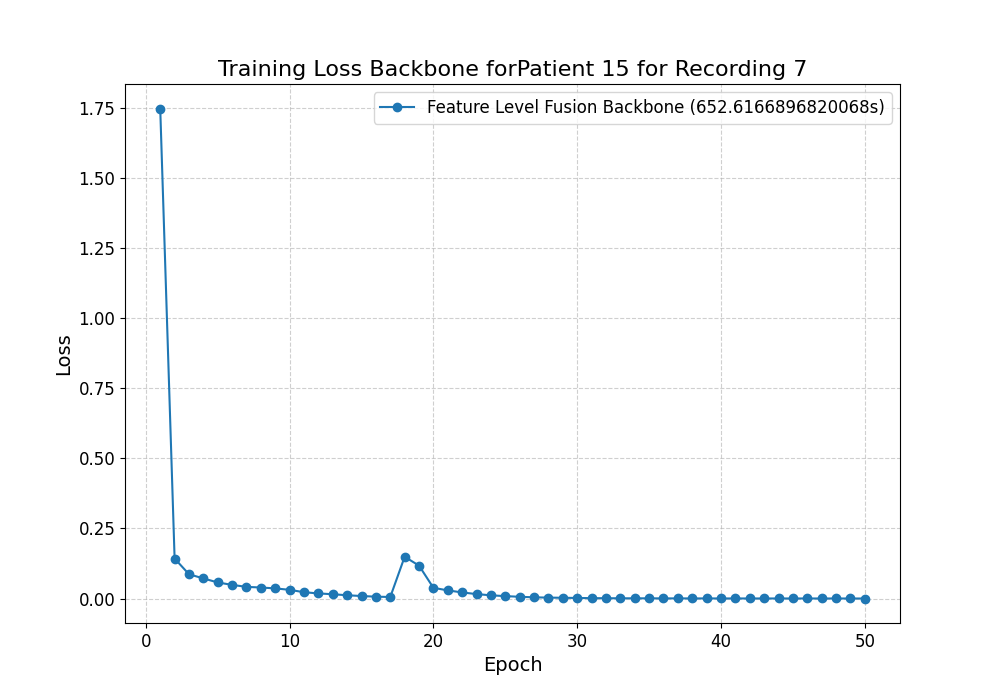 Training Loss Backbone forPatient 15 for Recording 7
Feature Level Fusion Backbone (652.6166896820068s)
Loss
1.75
1.50
1.25
1.00
0.75
0.50
0.25
0.00
0 10 20 30 40 50
Epoch